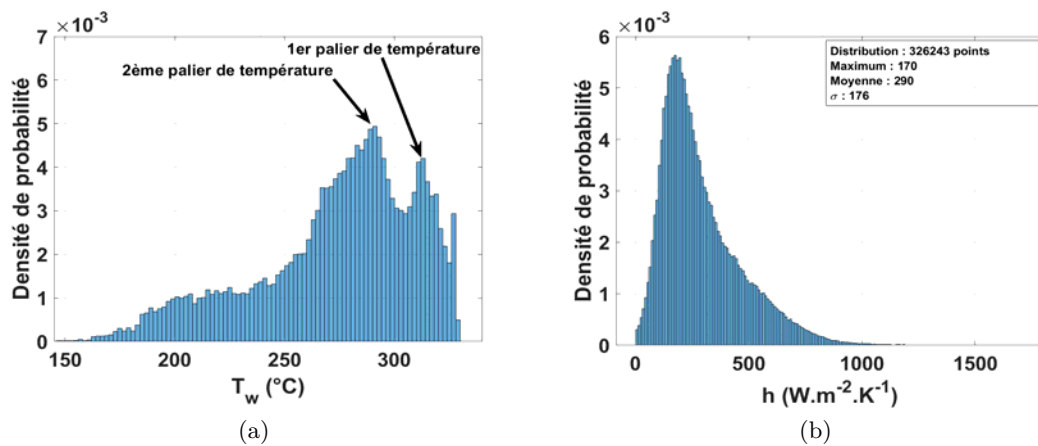 ×10⁻³
7
6
5
4
3
2
1
0
Densité de probabilité
1er palier de température
2ème palier de température
150 200 250 300
T_w (°C)
(a)
×10⁻³
6
5
4
3
2
1
0
Densité de probabilité
Distribution : 326243 points
Maximum : 170
Moyenne : 290
σ : 176
0 500 1000 1500
h (W.m⁻².K⁻¹)
(b)